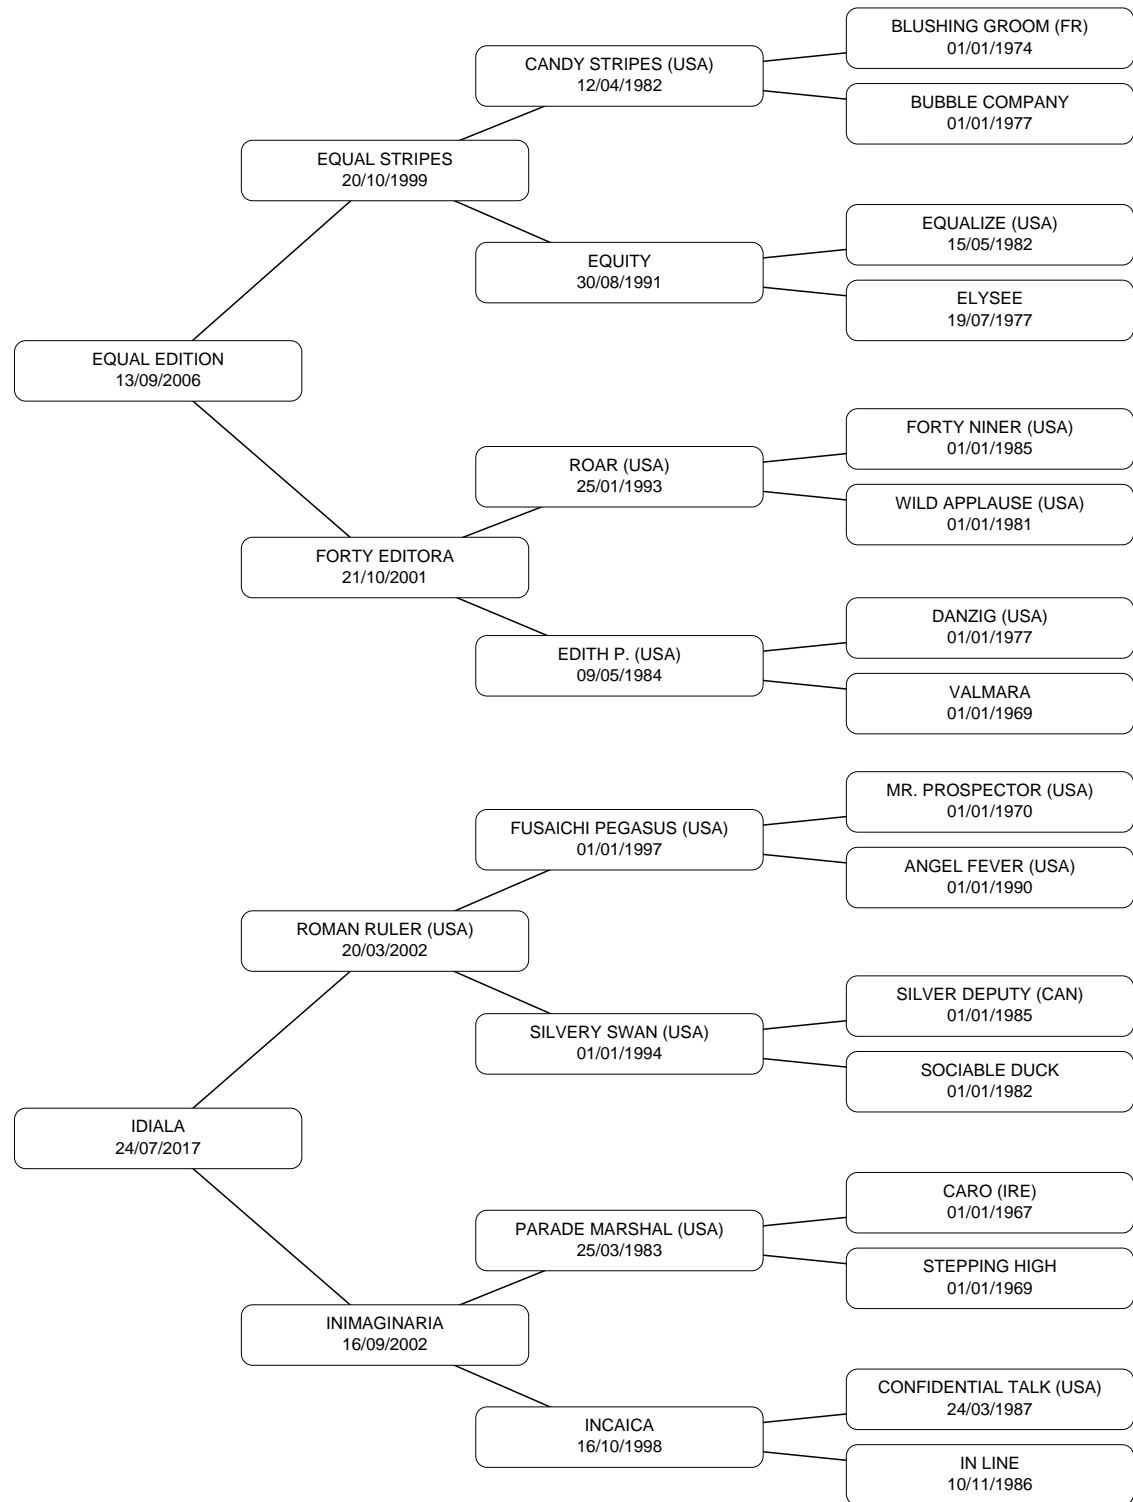 BLUSHING GROOM (FR)
01/01/1974
CANDY STRIPES (USA)
12/04/1982
BUBBLE COMPANY
01/01/1977
EQUAL STRIPES
20/10/1999
EQUALIZE (USA)
15/05/1982
EQUITY
30/08/1991
ELYSEE
19/07/1977
EQUAL EDITION
13/09/2006
FORTY NINER (USA)
01/01/1985
ROAR (USA)
25/01/1993
WILD APPLAUSE (USA)
01/01/1981
FORTY EDITORA
21/10/2001
DANZIG (USA)
01/01/1977
EDITH P. (USA)
09/05/1984
VALMARA
01/01/1969
MR. PROSPECTOR (USA)
01/01/1970
FUSAICHI PEGASUS (USA)
01/01/1997
ANGEL FEVER (USA)
01/01/1990
ROMAN RULER (USA)
20/03/2002
SILVER DEPUTY (CAN)
01/01/1985
SILVERY SWAN (USA)
01/01/1994
SOCIABLE DUCK
01/01/1982
IDIALA
24/07/2017
CARO (IRE)
01/01/1967
PARADE MARSHAL (USA)
25/03/1983
STEPPING HIGH
01/01/1969
INIMAGINARIA
16/09/2002
CONFIDENTIAL TALK (USA)
24/03/1987
INCAICA
16/10/1998
IN LINE
10/11/1986